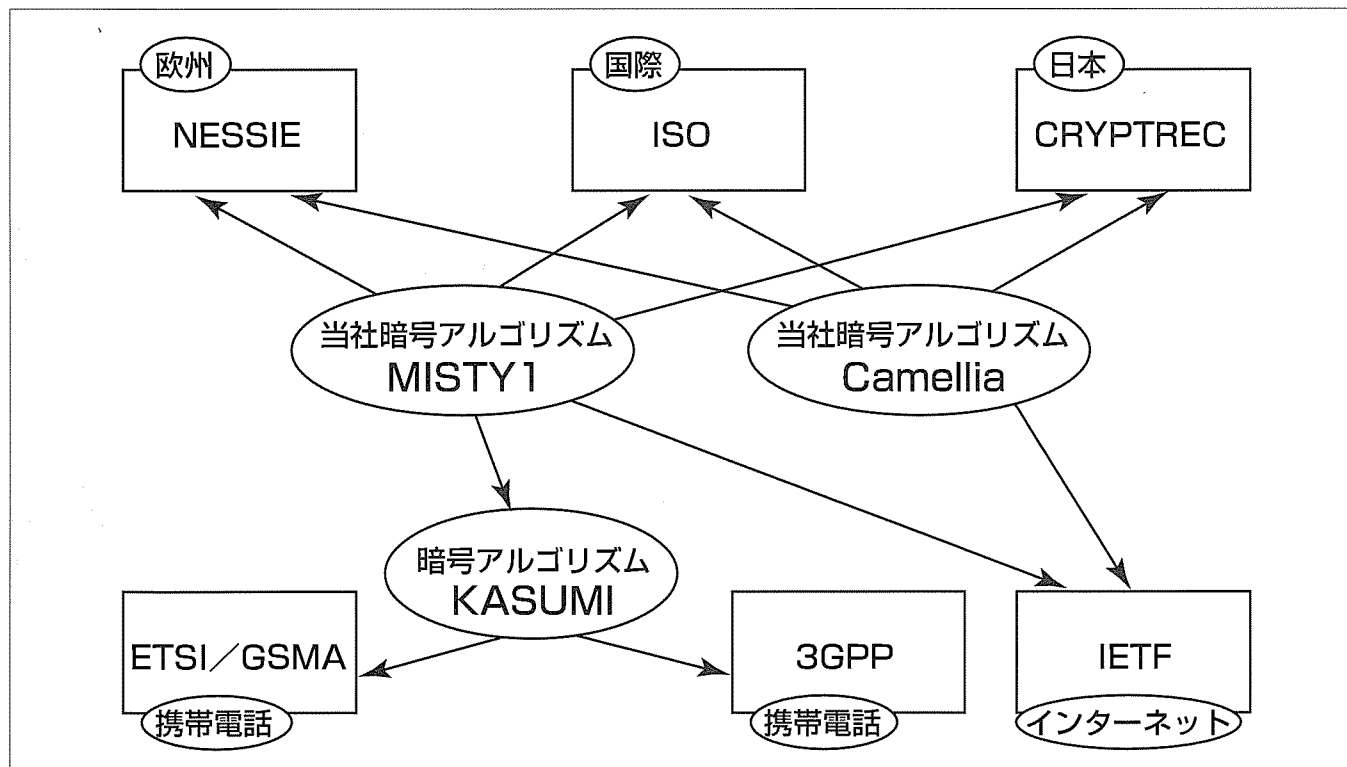 欧州
NESSIE
国際
ISO
日本
CRYPTREC
当社暗号アルゴリズム
MISTY1
当社暗号アルゴリズム
Camellia
暗号アルゴリズム
KASUMI
ETSI／GSMA
携帯電話
3GPP
携帯電話
IETF
インターネット